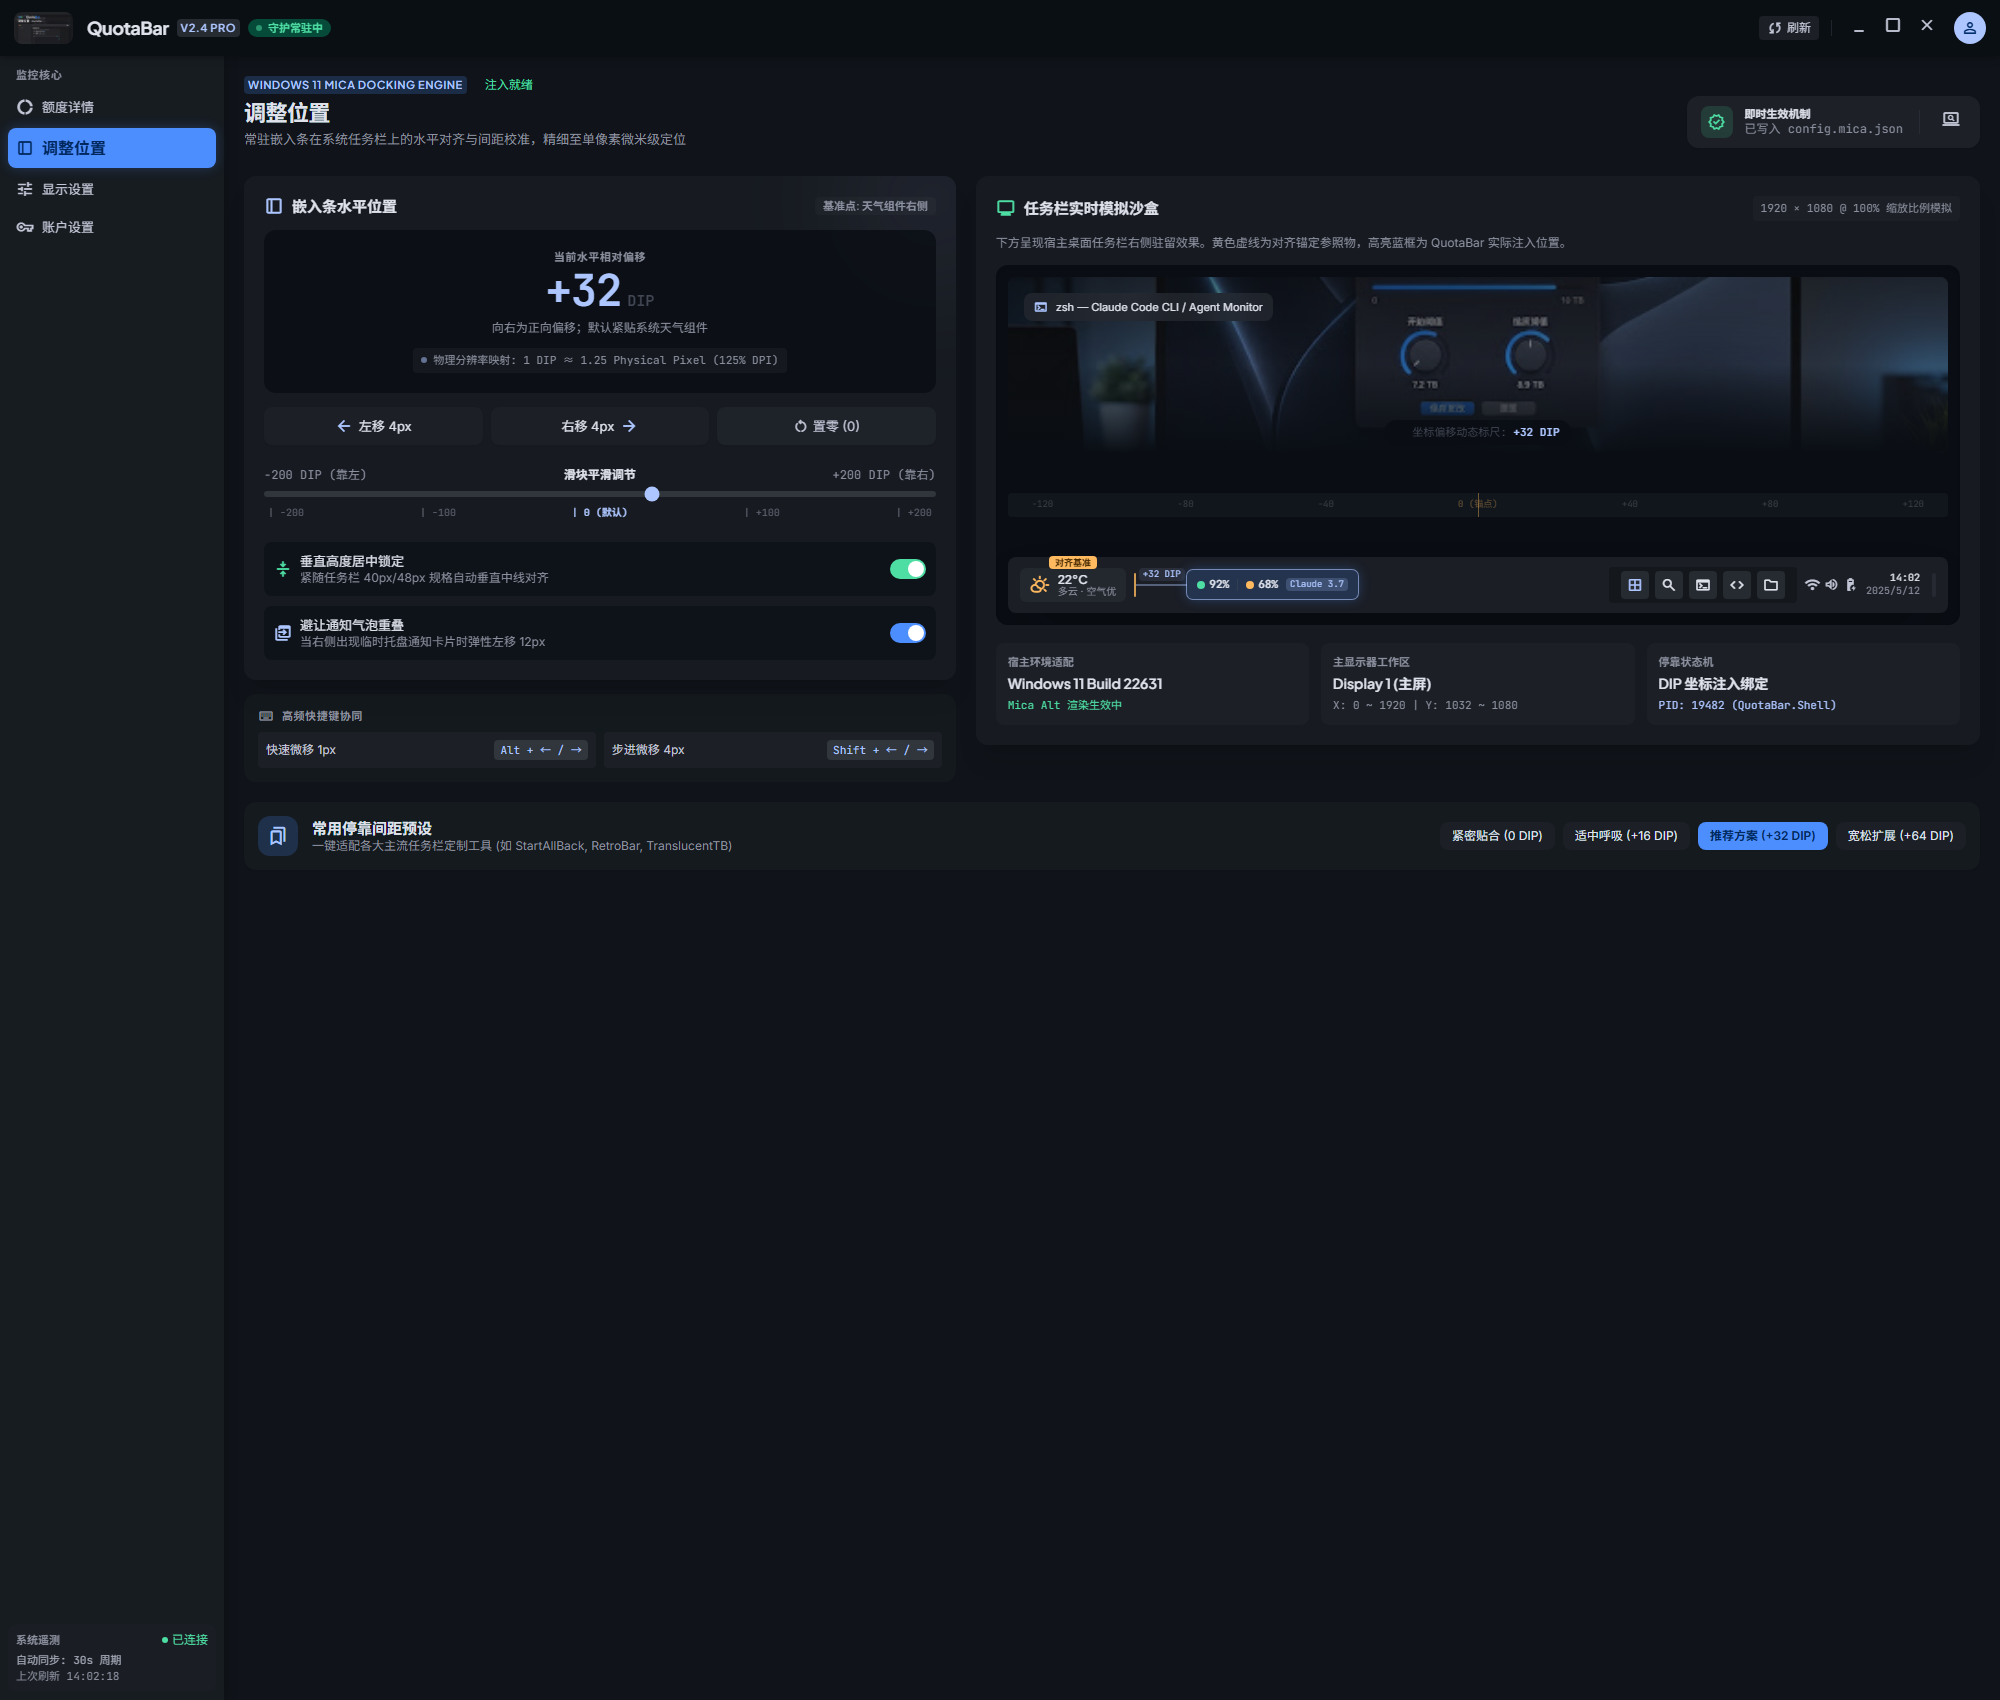 QuotaBar V2.4 PRO 守护常驻中
刷新
监控核心
额度详情
调整位置
显示设置
账户设置
WINDOWS 11 MICA DOCKING ENGINE 注入就绪
调整位置
常驻嵌入条在系统任务栏上的水平对齐与间距校准，精细至单像素微米级定位
即时生效机制
已写入 config.mica.json
嵌入条水平位置
基准点: 天气组件右侧
当前水平相对偏移
+32 DIP
向右为正向偏移；默认紧贴系统天气组件
物理分辨率映射: 1 DIP ≈ 1.25 Physical Pixel (125% DPI)
左移 4px
右移 4px
置零 (0)
-200 DIP (靠左)
滑块平滑调节
+200 DIP (靠右)
| -200
| -100
| 0 (默认)
| +100
| +200
垂直高度居中锁定
紧随任务栏 40px/48px 规格自动垂直中线对齐
避让通知气泡重叠
当右侧出现临时托盘通知卡片时弹性左移 12px
高频快捷键协同
快速微移 1px
Alt + ← / →
步进微移 4px
Shift + ← / →
任务栏实时模拟沙盒
1920 × 1080 @ 100% 缩放比例模拟
下方呈现宿主桌面任务栏右侧驻留效果。黄色虚线为对齐锚定参照物，高亮蓝框为 QuotaBar 实际注入位置。
zsh — Claude Code CLI / Agent Monitor
0
10 TB
7.2 TB
8.9 TB
坐标偏移动态标尺: +32 DIP
-120
-80
-40
0 (锚点)
+40
+80
+120
对齐基准
22°C
多云 · 空气优
+32 DIP
92%
68%
Claude 3.7
14:02
2025/5/12
宿主环境适配
Windows 11 Build 22631
Mica Alt 渲染生效中
主显示器工作区
Display 1 (主屏)
X: 0 ~ 1920 | Y: 1032 ~ 1080
停靠状态机
DIP 坐标注入绑定
PID: 19482 (QuotaBar.Shell)
常用停靠间距预设
一键适配各大主流任务栏定制工具 (如 StartAllBack, RetroBar, TranslucentTB)
紧密贴合 (0 DIP)
适中呼吸 (+16 DIP)
推荐方案 (+32 DIP)
宽松扩展 (+64 DIP)
系统遥测
已连接
自动同步: 30s 周期
上次刷新 14:02:18